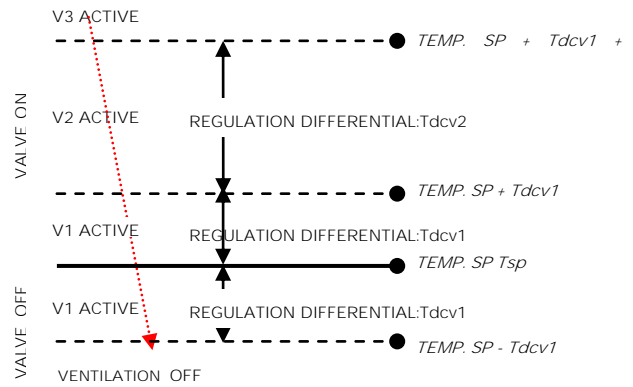 V3 ACTIVE
TEMP. SP + Tdcv1 +
VALVE ON
V2 ACTIVE
REGULATION DIFFERENTIAL:Tdcv2
TEMP. SP + Tdcv1
V1 ACTIVE
REGULATION DIFFERENTIAL:Tdcv1
TEMP. SP Tsp
VALVE OFF
V1 ACTIVE
REGULATION DIFFERENTIAL:Tdcv1
TEMP. SP - Tdcv1
VENTILATION OFF